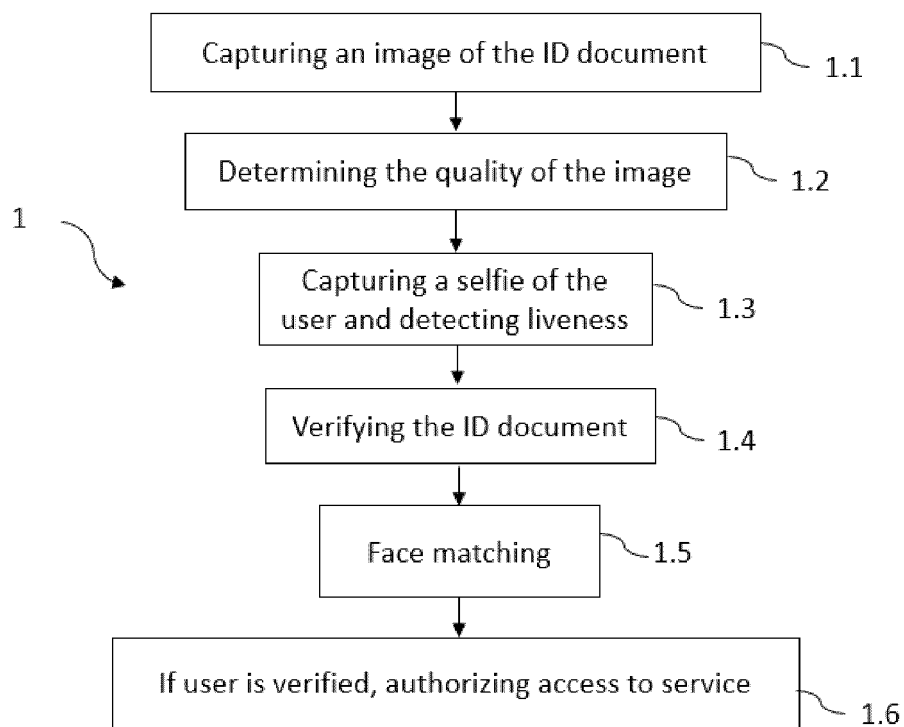 Capturing an image of the ID document
1.1
Determining the quality of the image
1.2
1
Capturing a selfie of the
user and detecting liveness
1.3
Verifying the ID document
1.4
Face matching
1.5
If user is verified, authorizing access to service
1.6